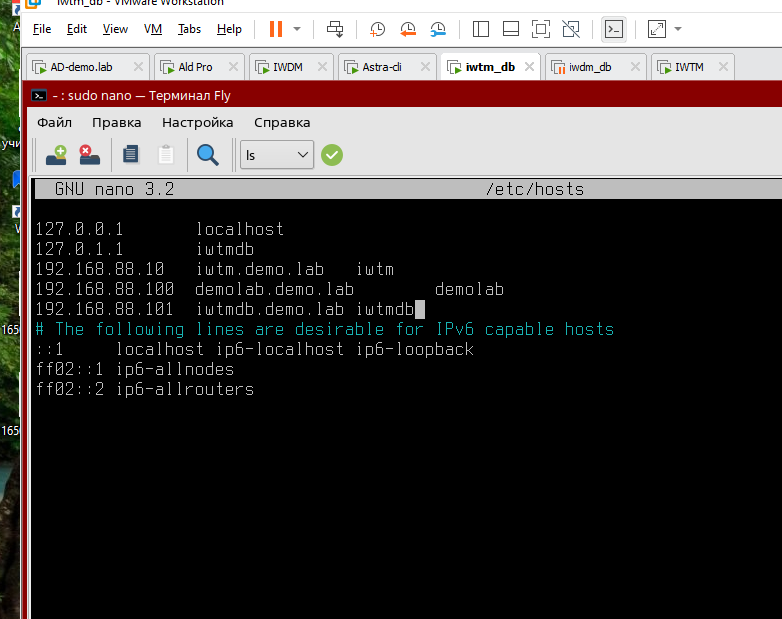 iwtm_db - VMware Workstation
File Edit View VM Tabs Help
AD-demo.lab Ald Pro IWDM Astra-cli iwtm_db iwdm_db IWTM
- : sudo nano — Терминал Fly
Файл Правка Настройка Справка
ls
GNU nano 3.2 /etc/hosts
127.0.0.1 localhost
127.0.1.1 iwtmdb
192.168.88.10 iwtm.demo.lab iwtm
192.168.88.100 demolab.demo.lab demolab
192.168.88.101 iwtmdb.demo.lab iwtmdb
# The following lines are desirable for IPv6 capable hosts
::1 localhost ip6-localhost ip6-loopback
ff02::1 ip6-allnodes
ff02::2 ip6-allrouters